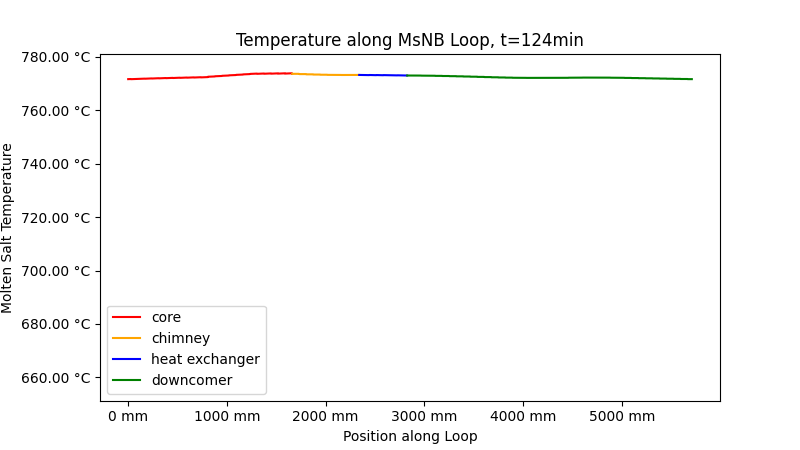 Temperature along MsNB Loop, t=124min
Molten Salt Temperature
780.00 °C
760.00 °C
740.00 °C
720.00 °C
700.00 °C
680.00 °C
660.00 °C
core
chimney
heat exchanger
downcomer
0 mm
1000 mm
2000 mm
3000 mm
4000 mm
5000 mm
Position along Loop